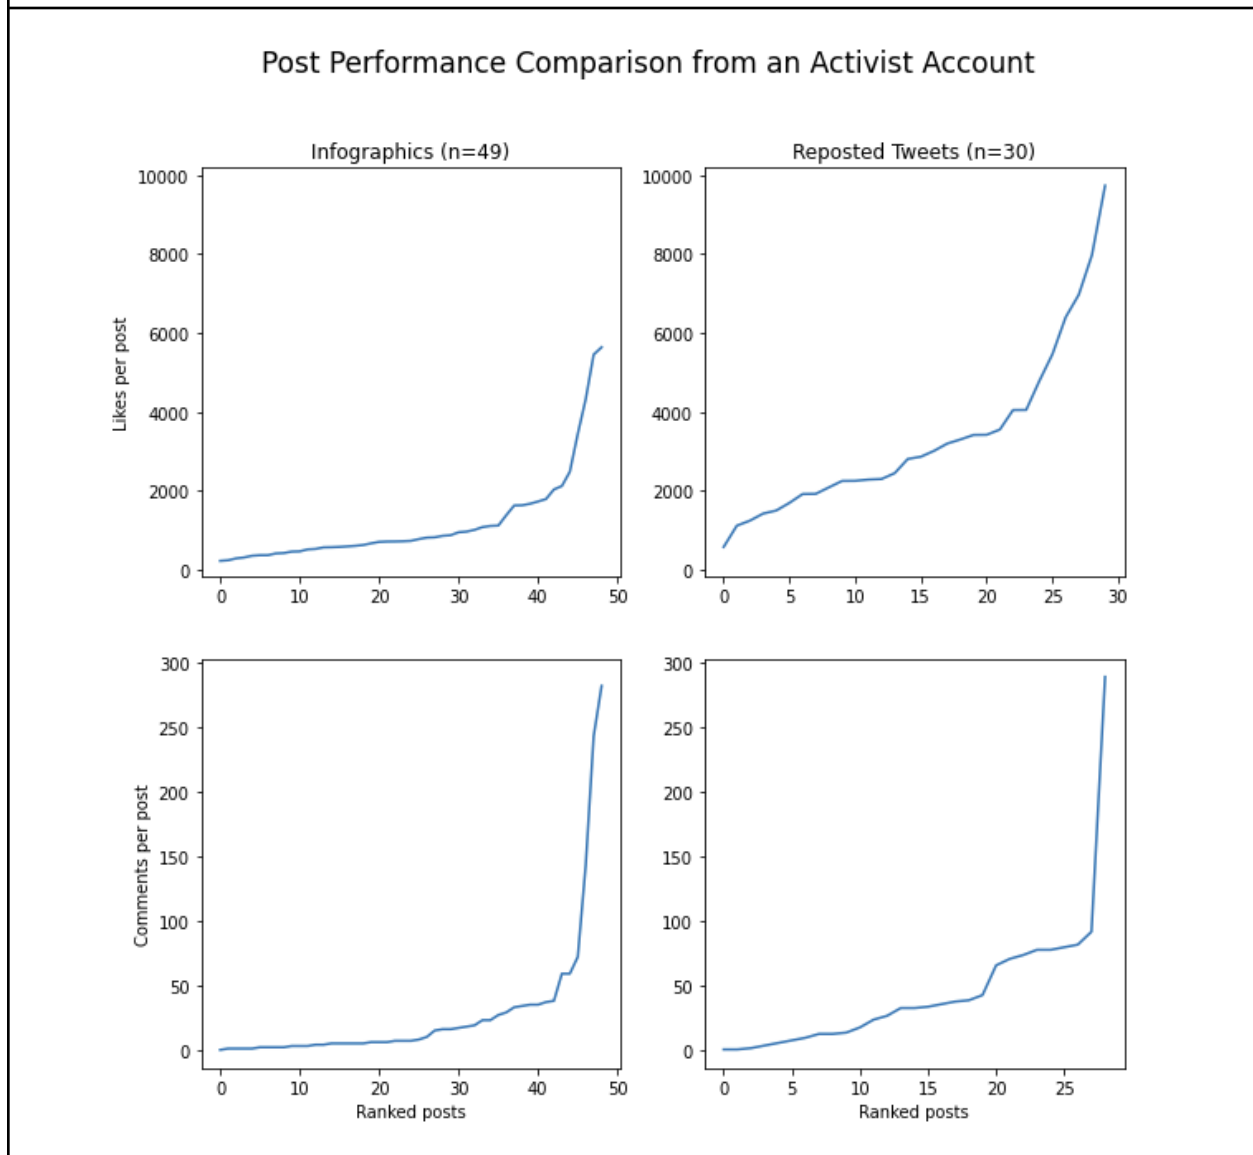 Post Performance Comparison from an Activist Account
Infographics (n=49)
10000
8000
6000
4000
2000
0
Likes per post
0 10 20 30 40 50
Reposted Tweets (n=30)
10000
8000
6000
4000
2000
0
0 5 10 15 20 25 30
300
250
200
150
100
50
0
Comments per post
0 10 20 30 40 50
Ranked posts
300
250
200
150
100
50
0
0 5 10 15 20 25
Ranked posts